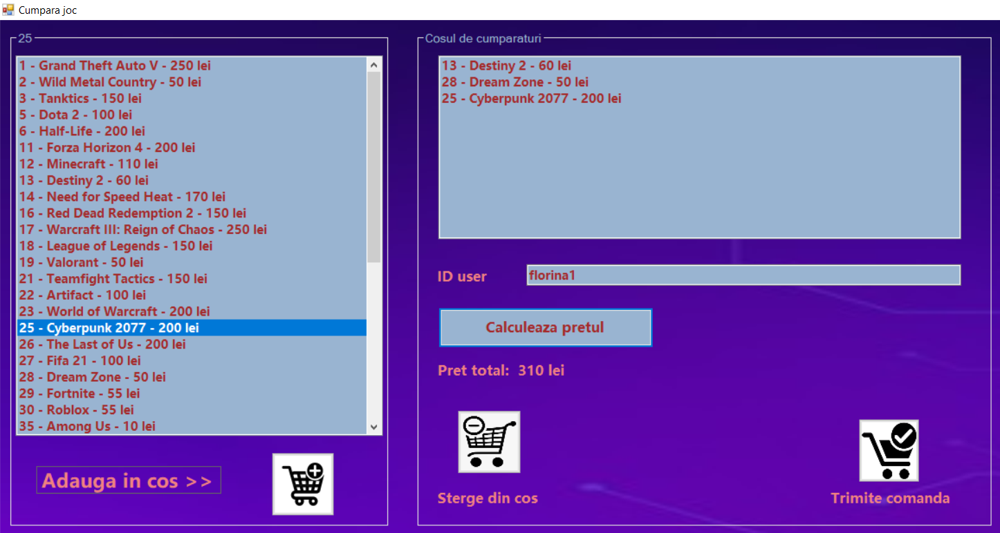 Cumpara joc
25
1 - Grand Theft Auto V - 250 lei
2 - Wild Metal Country - 50 lei
3 - Tanktics - 150 lei
5 - Dota 2 - 100 lei
6 - Half-Life - 200 lei
11 - Forza Horizon 4 - 200 lei
12 - Minecraft - 110 lei
13 - Destiny 2 - 60 lei
14 - Need for Speed Heat - 170 lei
16 - Red Dead Redemption 2 - 150 lei
17 - Warcraft III: Reign of Chaos - 250 lei
18 - League of Legends - 150 lei
19 - Valorant - 50 lei
21 - Teamfight Tactics - 150 lei
22 - Artifact - 100 lei
23 - World of Warcraft - 200 lei
25 - Cyberpunk 2077 - 200 lei
26 - The Last of Us - 200 lei
27 - Fifa 21 - 100 lei
28 - Dream Zone - 50 lei
29 - Fortnite - 55 lei
30 - Roblox - 55 lei
35 - Among Us - 10 lei
Adauga in cos >>
Cosul de cumparaturi
13 - Destiny 2 - 60 lei
28 - Dream Zone - 50 lei
25 - Cyberpunk 2077 - 200 lei
ID user florina1
Calculeaza pretul
Pret total: 310 lei
Sterge din cos
Trimite comanda